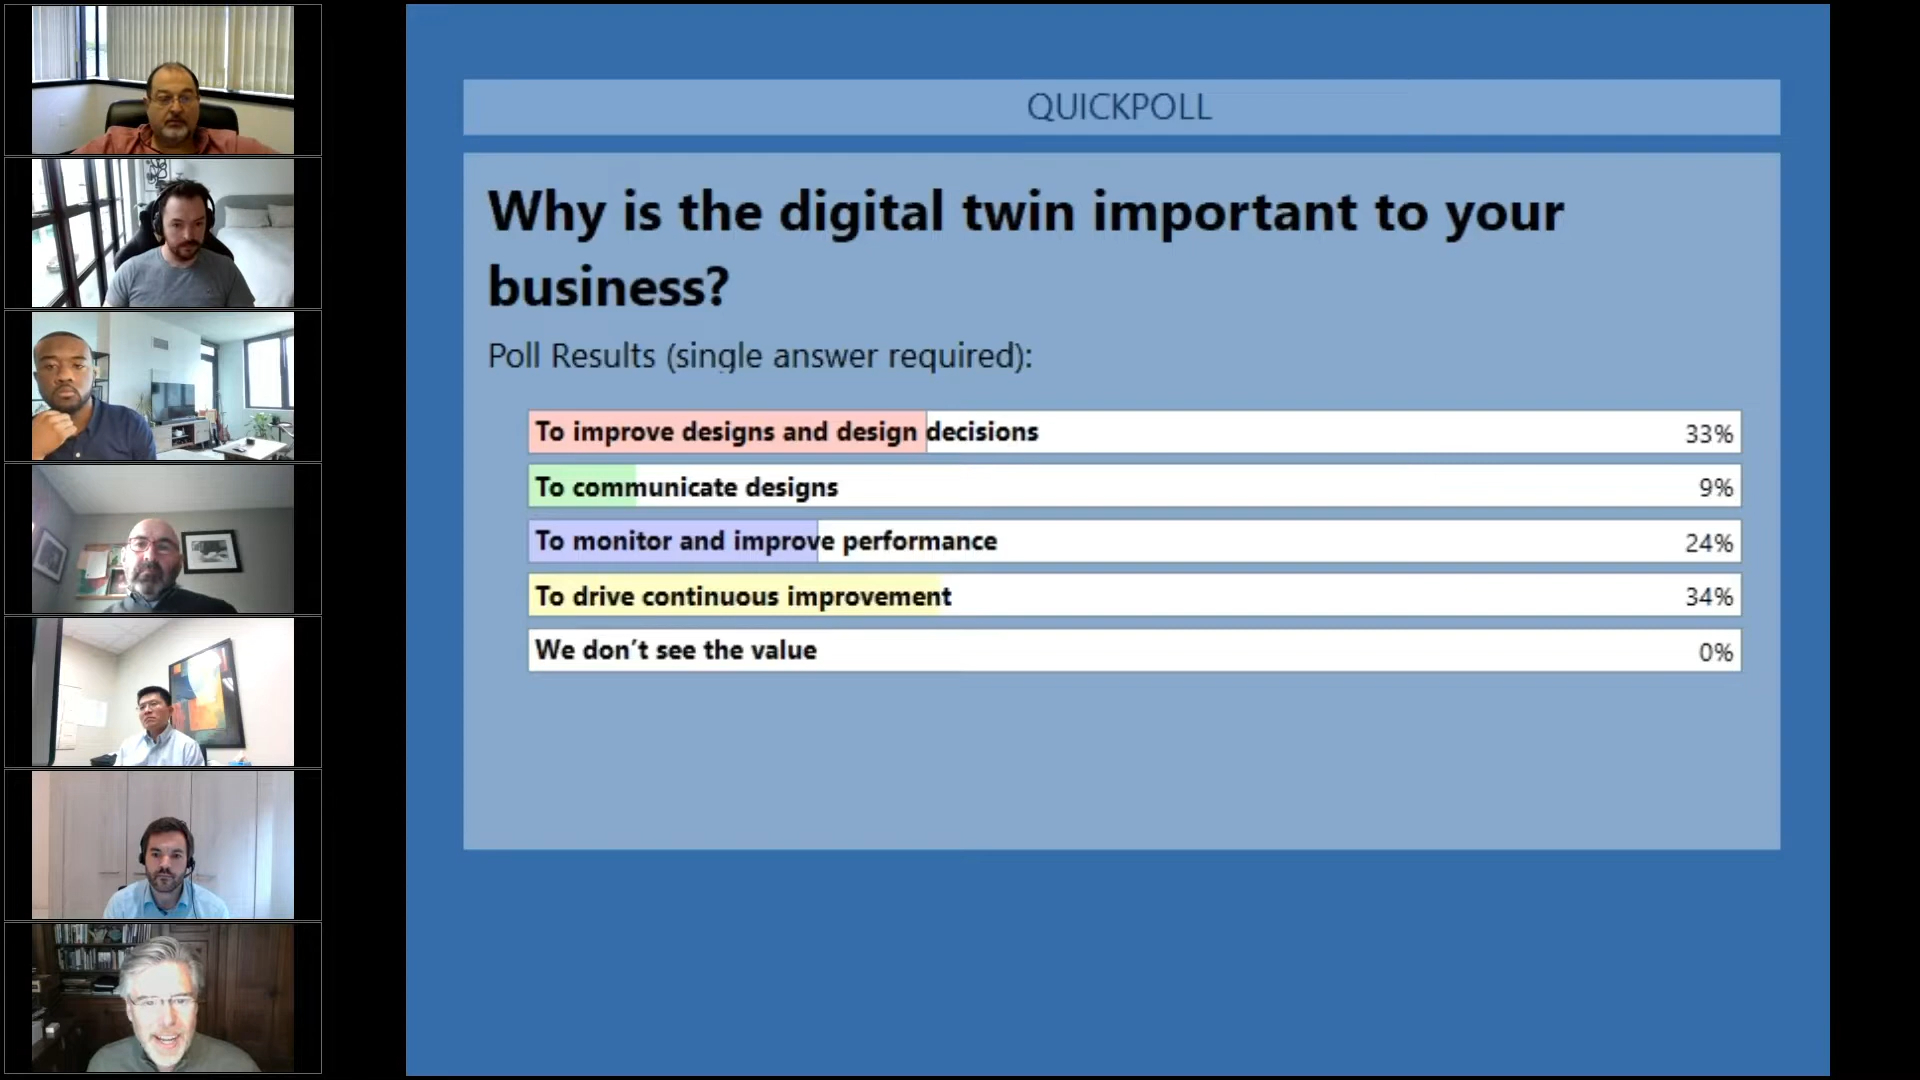 QUICKPOLL
Why is the digital twin important to your
business?
Poll Results (single answer required):
To improve designs and design decisions 33%
To communicate designs 9%
To monitor and improve performance 24%
To drive continuous improvement 34%
We don’t see the value 0%